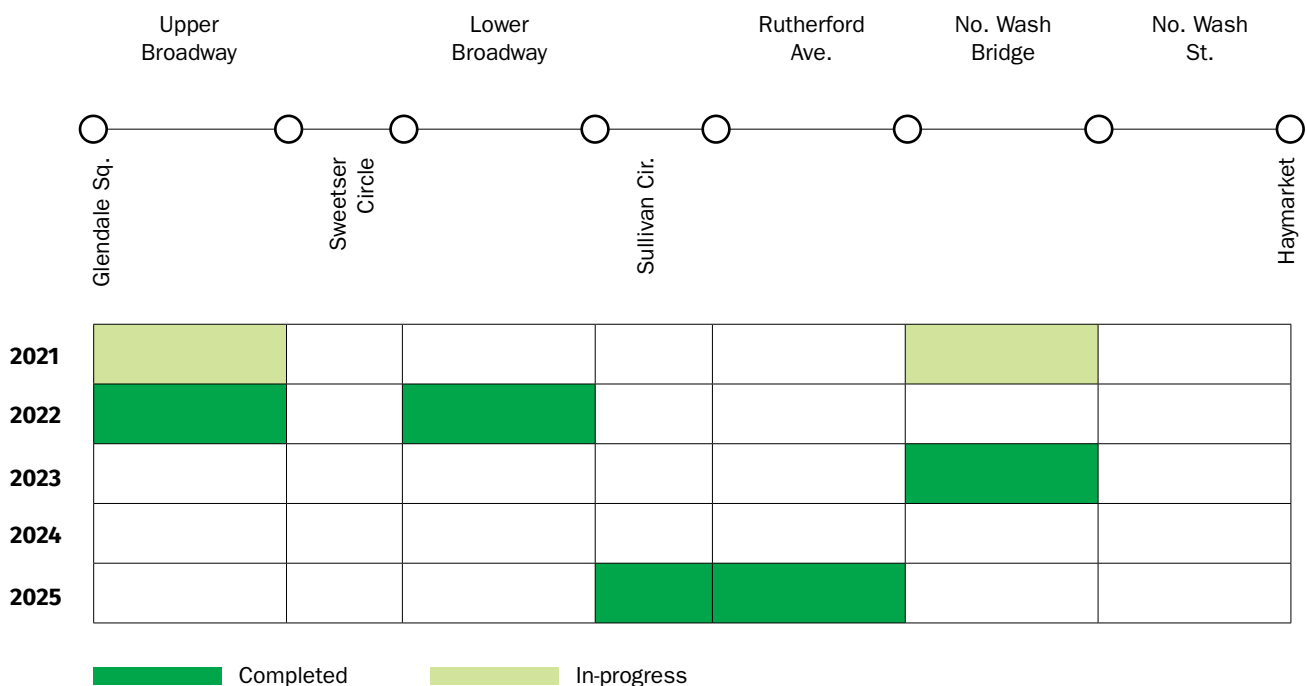 Upper
Broadway
Lower
Broadway
Rutherford
Ave.
No. Wash
Bridge
No. Wash
St.
Glendale Sq.
Sweetser
Circle
Sullivan Cir.
Haymarket
2021
2022
2023
2024
2025
Completed
In-progress